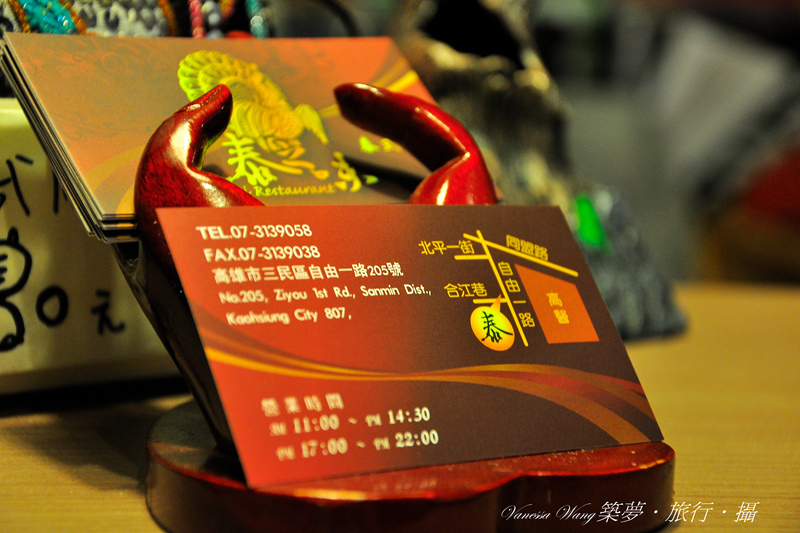 泰
Restaurant
TEL.07-3139058
FAX.07-3139038
高雄市三民區自由一路205號
No.205, Ziyou 1st Rd., Sanmin Dist.,
Kaohsiung City 807,
北平一街
同盟路
自由一路
合江巷
高醫
泰
營業時間
AM 11:00 ~ PM 14:30
PM 17:00 ~ PM 22:00
0元
Vanessa Wang 築夢·旅行·攝